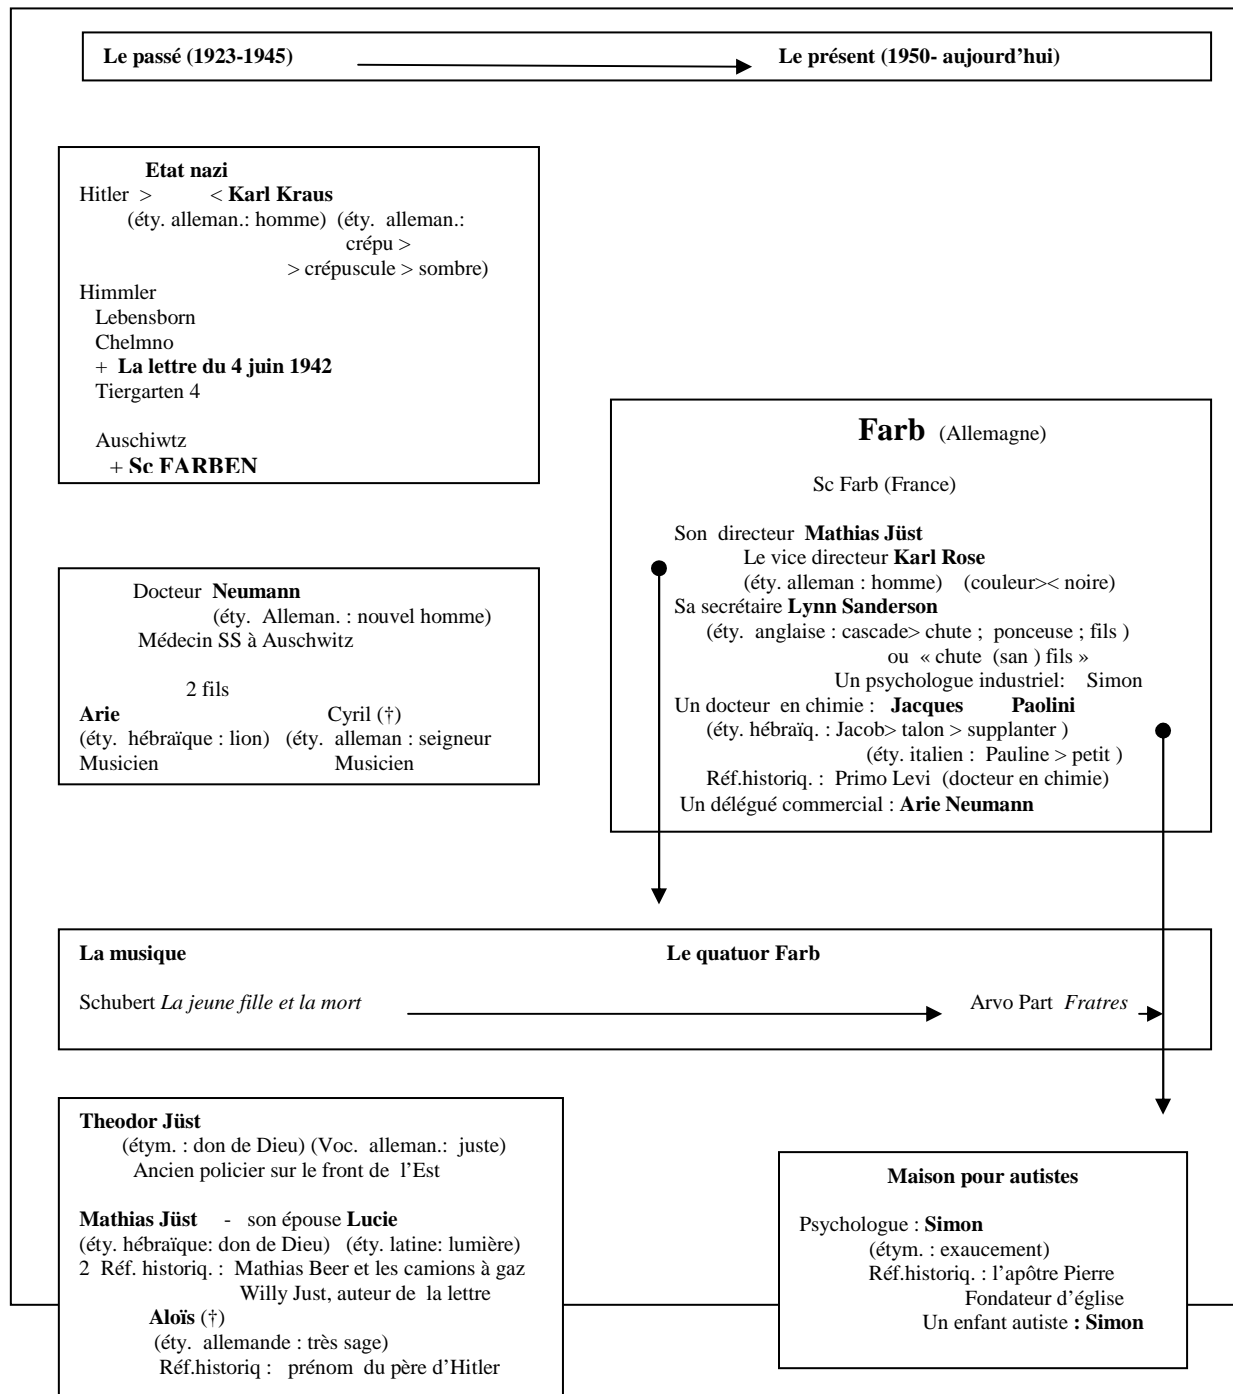 Le passé (1923-1945) Le présent (1950- aujourd’hui)
Etat nazi
Hitler > < Karl Kraus
(éty. alleman.: homme) (éty. alleman.:
crépu >
> crépuscule > sombre)
Himmler
Lebensborn
Chelmno
+ La lettre du 4 juin 1942
Tiergarten 4
Auschiwtz
+ Sc FARBEN
Farb (Allemagne)
Sc Farb (France)
Son directeur Mathias Jüst
Le vice directeur Karl Rose
(éty. alleman : homme) (couleur>< noire)
Sa secrétaire Lynn Sanderson
(éty. anglaise : cascade> chute ; ponceuse ; fils )
ou « chute (san ) fils »
Un psychologue industriel: Simon
Un docteur en chimie : Jacques Paolini
(éty. hébraïq. : Jacob> talon > supplanter )
(éty. italien : Pauline > petit )
Réf.historiq. : Primo Levi (docteur en chimie)
Un délégué commercial : Arie Neumann
Docteur Neumann
(éty. Alleman. : nouvel homme)
Médecin SS à Auschwitz
2 fils
Arie Cyril (†)
(éty. hébraïque : lion) (éty. alleman : seigneur
Musicien Musicien
La musique Le quatuor Farb
Schubert La jeune fille et la mort Arvo Part Fratres
Theodor Jüst
(étym. : don de Dieu) (Voc. alleman.: juste)
Ancien policier sur le front de l’Est
Mathias Jüst - son épouse Lucie
(éty. hébraïque: don de Dieu) (éty. latine: lumière)
2 Réf. historiq. : Mathias Beer et les camions à gaz
Willy Just, auteur de la lettre
Aloïs (†)
(éty. allemande : très sage)
Réf.historiq : prénom du père d’Hitler
Maison pour autistes
Psychologue : Simon
(étym. : exaucement)
Réf.historiq. : l’apôtre Pierre
Fondateur d’église
Un enfant autiste : Simon